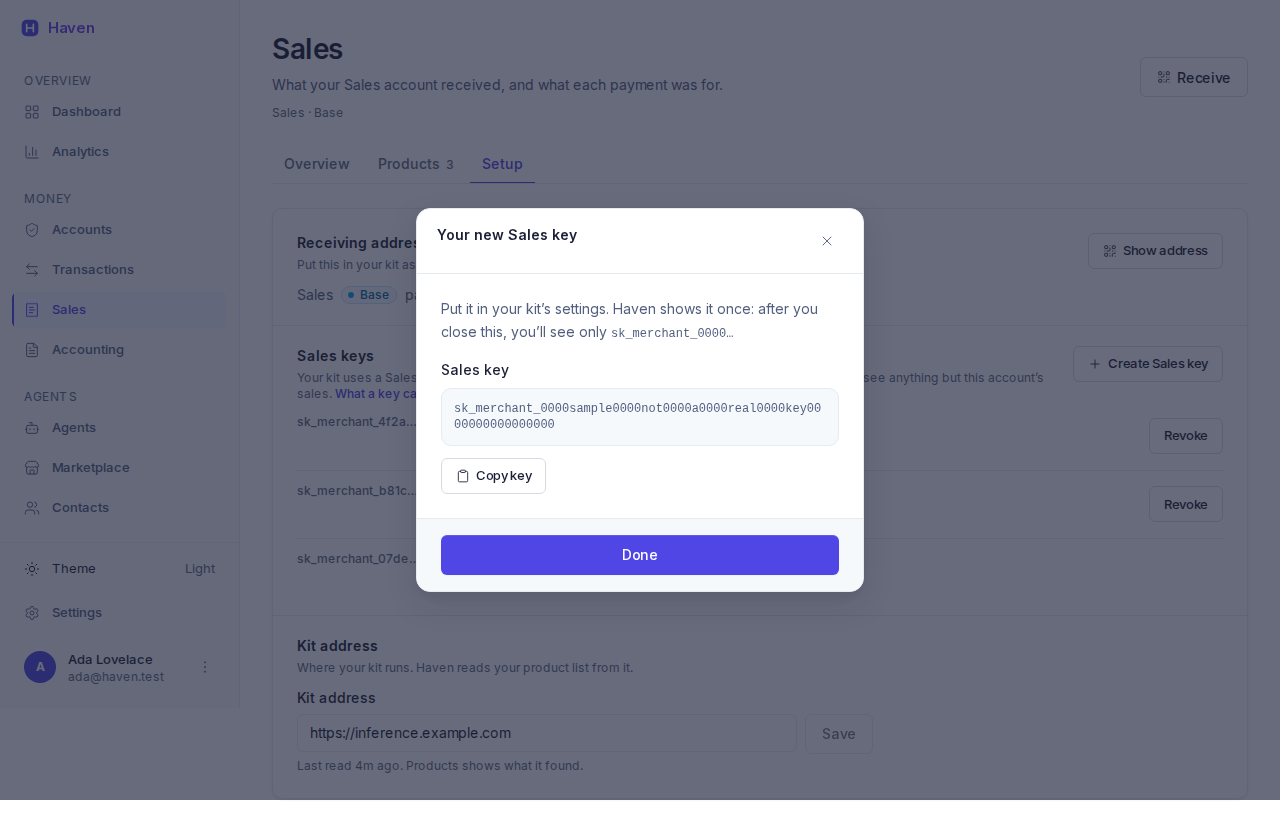 Haven
OVERVIEW
Dashboard
Analytics
MONEY
Accounts
Transactions
Sales
Accounting
AGENTS
Agents
Marketplace
Contacts
Theme Light
Settings
A
Ada Lovelace
ada@haven.test
Sales
What your Sales account received, and what each payment was for.
Sales · Base
Receive
Overview Products 3 Setup
Receiving addre
Put this in your kit as
Show address
Sales Base pa
Sales keys
Your kit uses a Sales see anything but this account's
sales. What a key ca
Create Sales key
sk_merchant_4f2a...
Revoke
sk_merchant_b81c...
Revoke
sk_merchant_07de...
Your new Sales key
Put it in your kit’s settings. Haven shows it once: after you
close this, you’ll see only sk_merchant_0000…
Sales key
sk_merchant_0000sample0000not0000a0000real0000key00
00000000000000
Copy key
Done
Kit address
Where your kit runs. Haven reads your product list from it.
Kit address
https://inference.example.com
Save
Last read 4m ago. Products shows what it found.